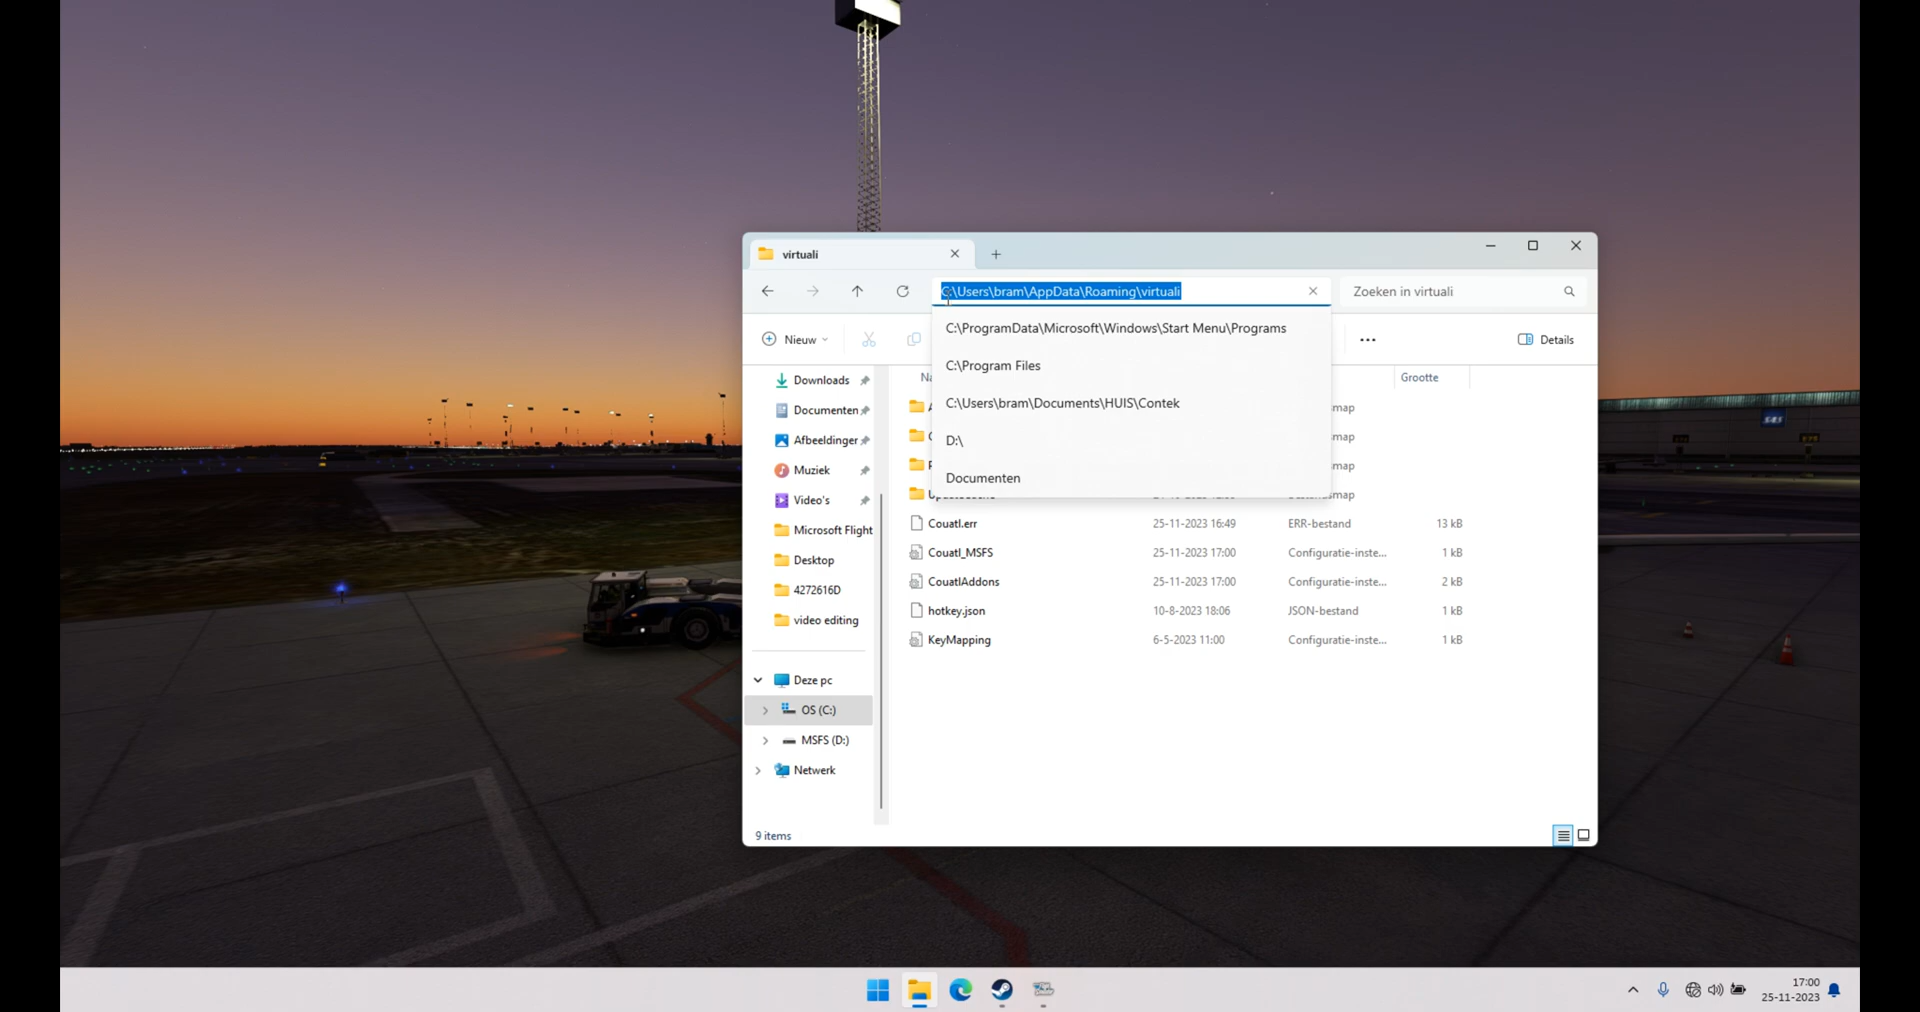 virtuali
C:\Users\bram\AppData\Roaming\virtuali
Zoeken in virtuali
C:\ProgramData\Microsoft\Windows\Start Menu\Programs
C:\Program Files
C:\Users\bram\Documents\HUIS\Contek
D:\
Documenten
Nieuw
Details
Downloads
Documenten
Afbeeldingen
Muziek
Video's
Microsoft Flight
Desktop
4272616D
video editing
Deze pc
OS (C:)
MSFS (D:)
Netwerk
Grootte
map
map
map
map
Couatl.err 25-11-2023 16:49 ERR-bestand 13 kB
Couatl_MSFS 25-11-2023 17:00 Configuratie-inste... 1 kB
CouatlAddons 25-11-2023 17:00 Configuratie-inste... 2 kB
hotkey.json 10-8-2023 18:06 JSON-bestand 1 kB
KeyMapping 6-5-2023 11:00 Configuratie-inste... 1 kB
9 items
SAS
17:00
25-11-2023